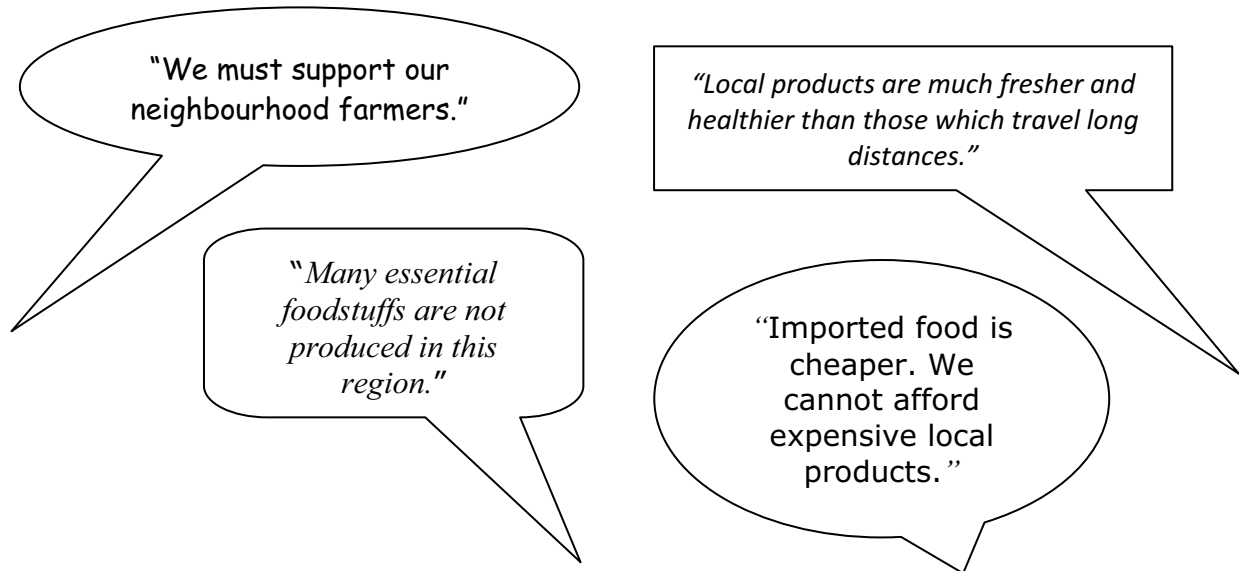 “We must support our
neighbourhood farmers.”
“Local products are much fresher and
healthier than those which travel long
distances.”
“Many essential
foodstuffs are not
produced in this
region.”
“Imported food is
cheaper. We
cannot afford
expensive local
products.”